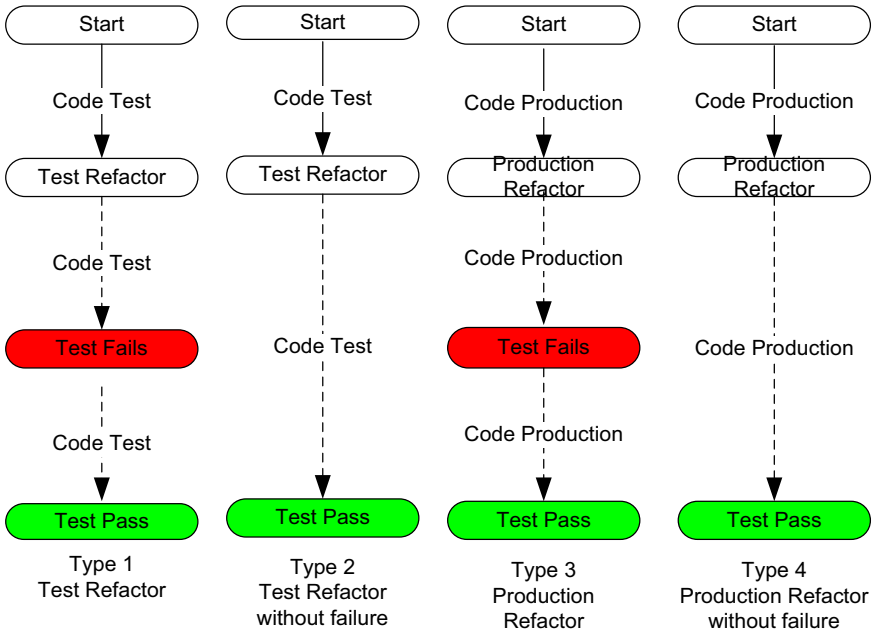 Start
Code Test
Test Refactor
Code Test
Test Fails
Code Test
Test Pass
Type 1
Test Refactor
Start
Code Test
Test Refactor
Code Test
Test Pass
Type 2
Test Refactor
without failure
Start
Code Production
Production
Refactor
Code Production
Test Fails
Code Production
Test Pass
Type 3
Production
Refactor
Start
Code Production
Production
Refactor
Code Production
Test Pass
Type 4
Production Refactor
without failure